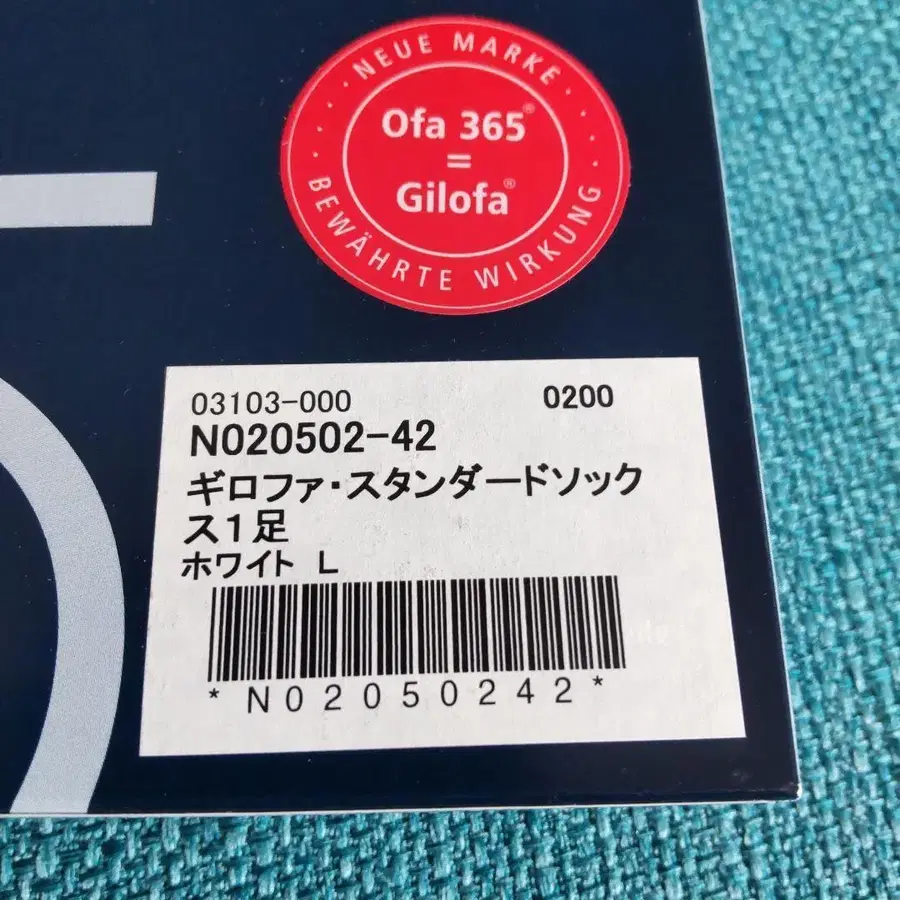 NEUE MARKE
Ofa 365®
=
Gilofa®
BEWÄHRTE WIRKUNG
03103-000 0200
N020502-42
ギロファ・スタンダードソック
ス1足
ホワイト L
*N02050242*